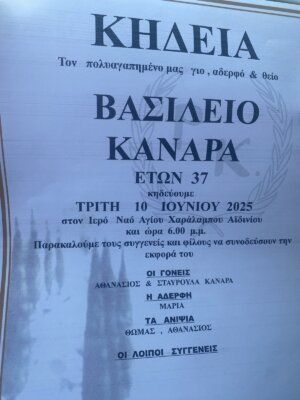 ΚΗΔΕΙΑ
Τον πολυαγαπημένο μας γιο , αδερφό & θείο
ΒΑΣΙΛΕΙΟ
ΚΑΝΑΡΑ
ΕΤΩΝ 37
κηδεύουμε
ΤΡΙΤΗ 10 ΙΟΥΝΙΟΥ 2025
στον Ιερό Ναό Αγίου Χαράλαμπου Αϊδινίου
και ώρα 6.00 μ.μ.
Παρακαλούμε τους συγγενείς και φίλους να συνοδεύσουν την
εκφορά του
ΟΙ ΓΟΝΕΙΣ
ΑΘΑΝΑΣΙΟΣ & ΣΤΑΥΡΟΥΛΑ ΚΑΝΑΡΑ
Η ΑΔΕΡΦΗ
ΜΑΡΙΑ
ΤΑ ΑΝΙΨΙΑ
ΘΩΜΑΣ , ΑΘΑΝΑΣΙΟΣ
ΟΙ ΛΟΙΠΟΙ ΣΥΓΓΕΝΕΙΣ